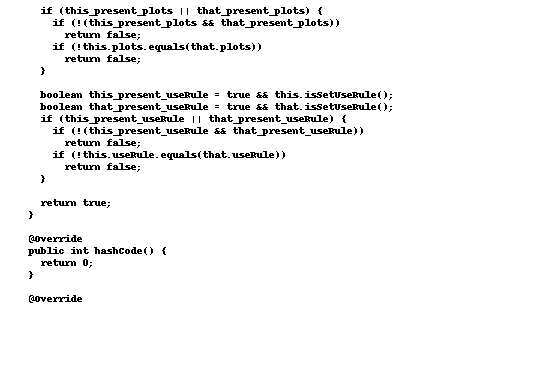 if (this_present_plots || that_present_plots) {
if (!(this_present_plots && that_present_plots))
return false;
if (!this.plots.equals(that.plots))
return false;
}
boolean this_present_useRule = true && this.isSetUseRule();
boolean that_present_useRule = true && that.isSetUseRule();
if (this_present_useRule || that_present_useRule) {
if (!(this_present_useRule && that_present_useRule))
return false;
if (!this.useRule.equals(that.useRule))
return false;
}
return true;
}
@Override
public int hashCode() {
return 0;
}
@Override